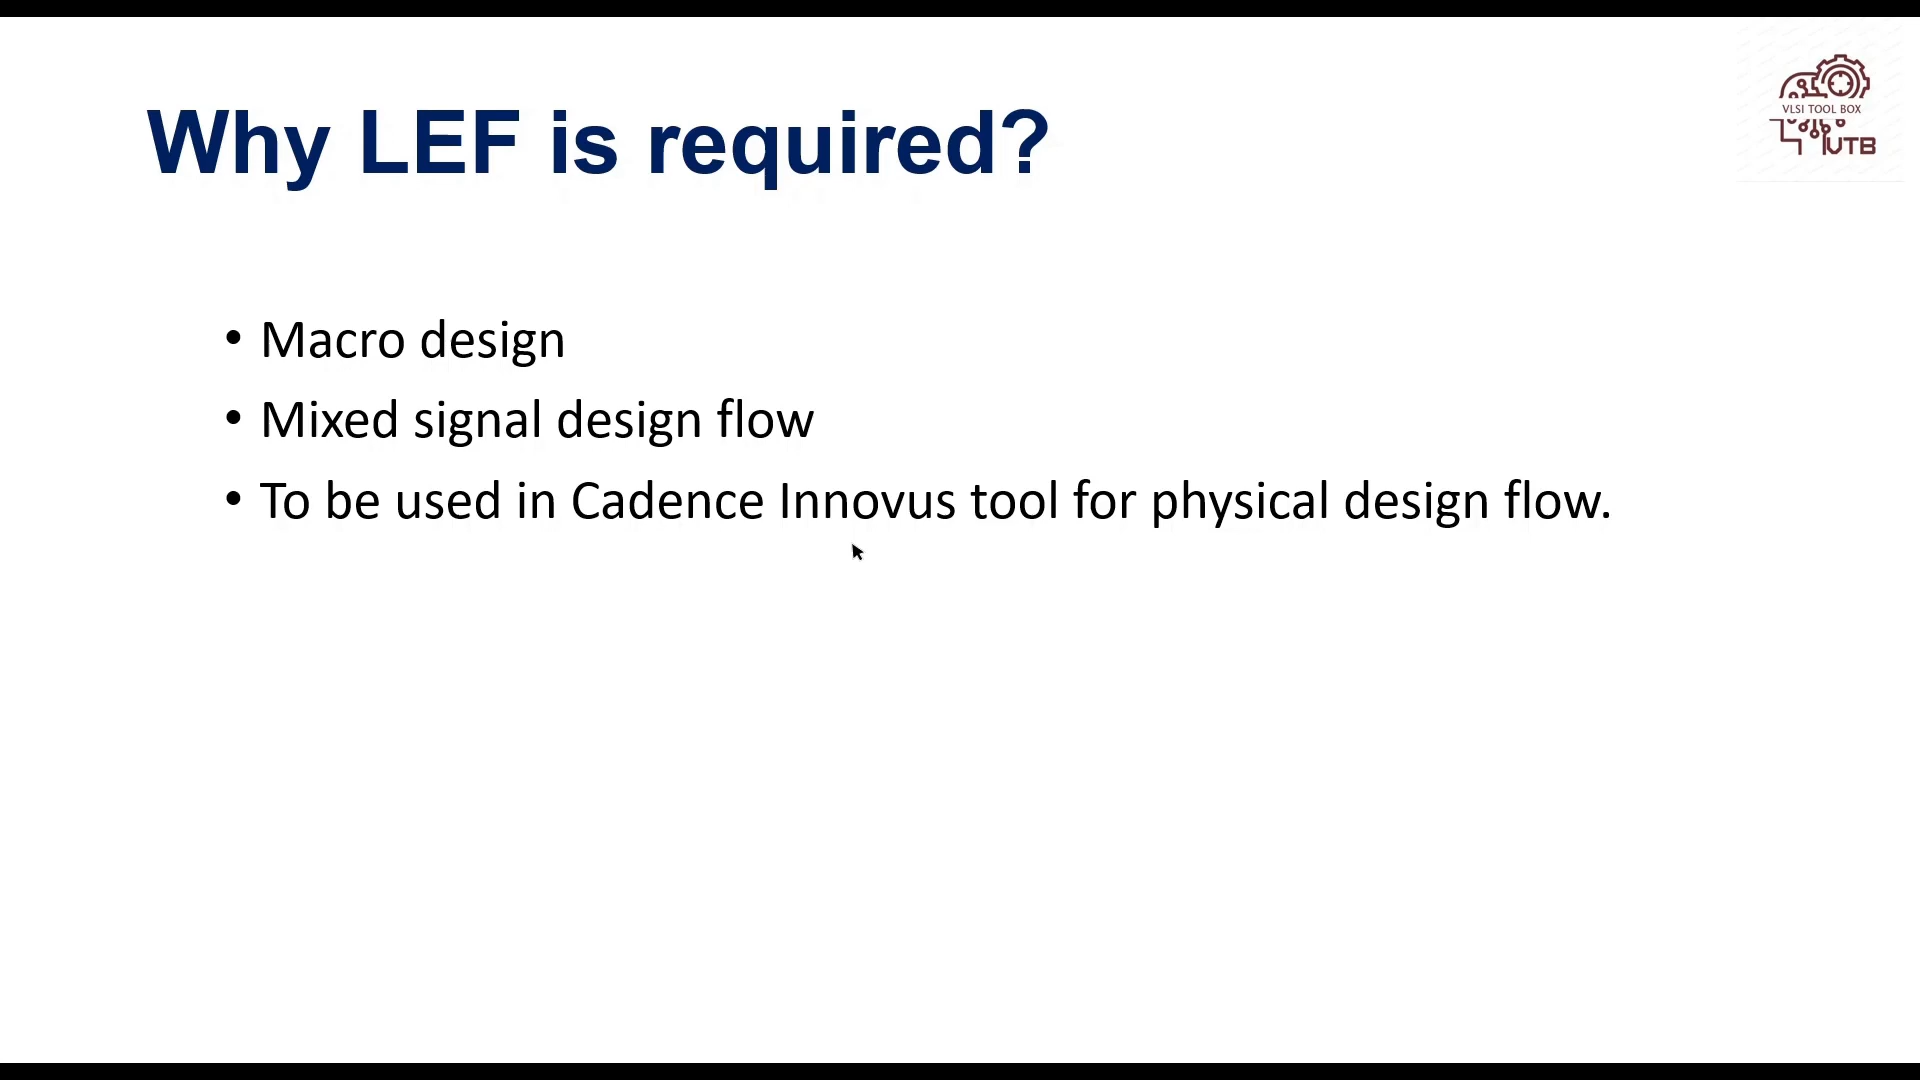 VLSI TOOL BOX
VTB
Why LEF is required?
• Macro design
• Mixed signal design flow
• To be used in Cadence Innovus tool for physical design flow.